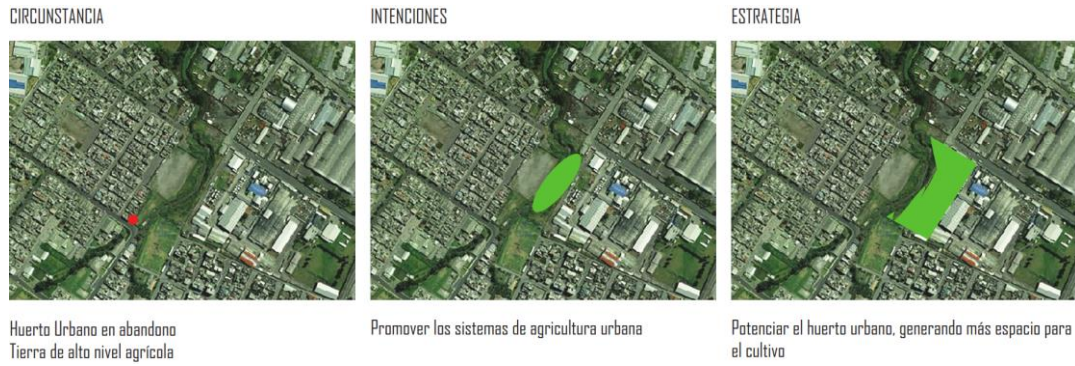 CIRCUNSTANCIA
INTENCIONES
ESTRATEGIA
Huerto Urbano en abandono
Tierra de alto nivel agrícola
Promover los sistemas de agricultura urbana
Potenciar el huerto urbano, generando más espacio para
el cultivo